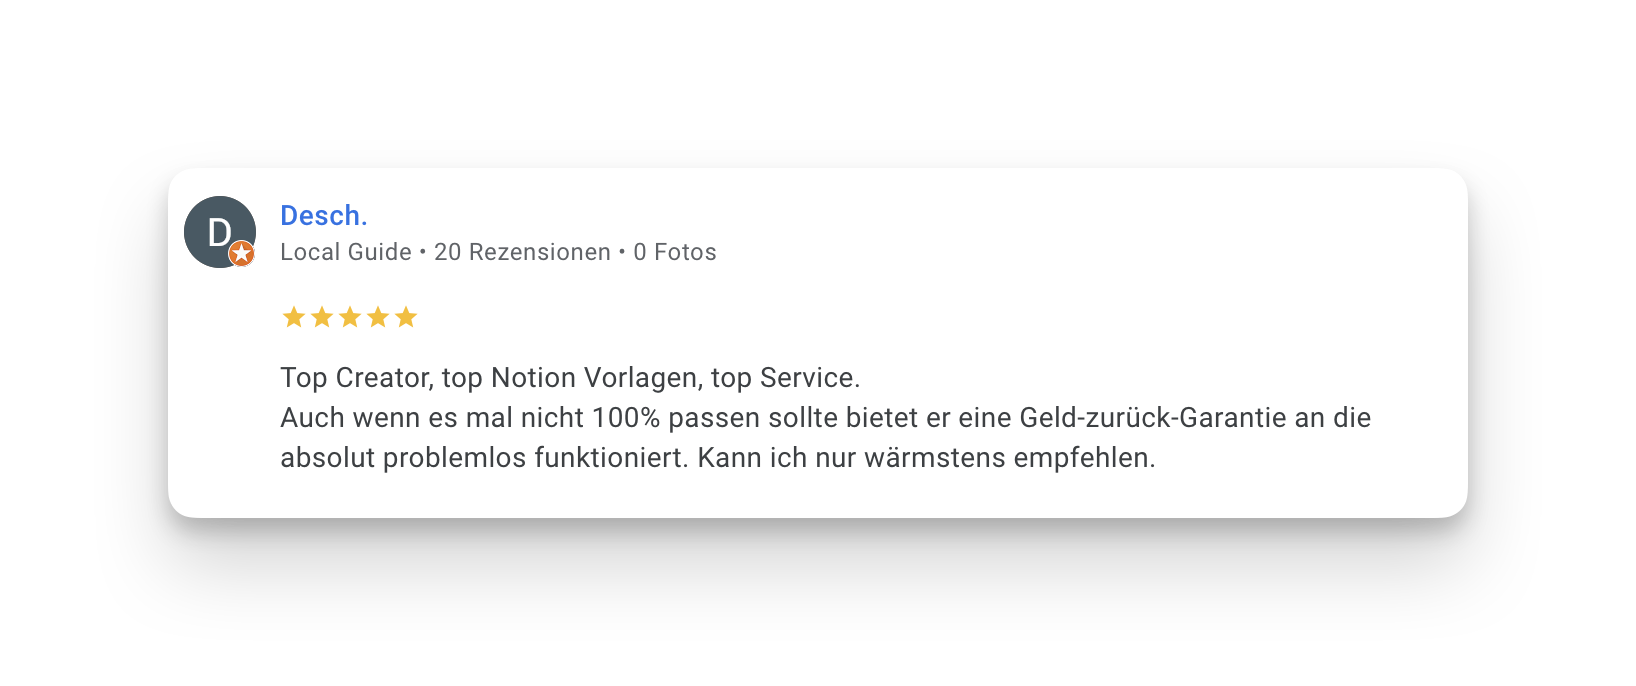 D
Desch.
Local Guide • 20 Rezensionen • 0 Fotos
Top Creator, top Notion Vorlagen, top Service.
Auch wenn es mal nicht 100% passen sollte bietet er eine Geld-zurück-Garantie an die
absolut problemlos funktioniert. Kann ich nur wärmstens empfehlen.